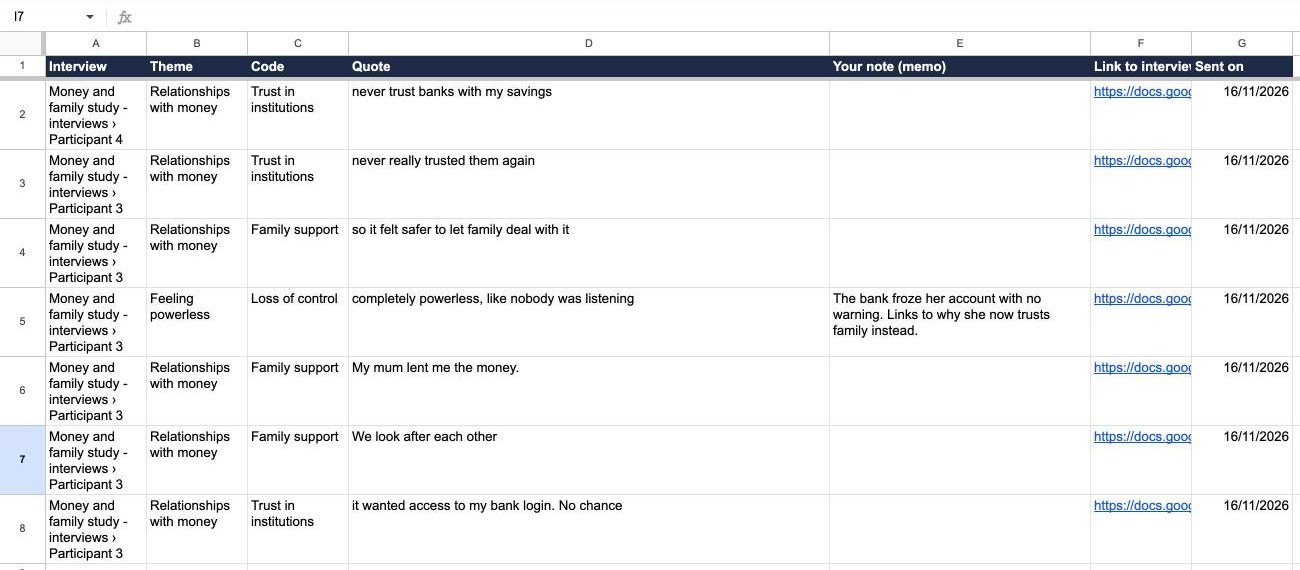 I7
fx
A B C D E F G
1 Interview Theme Code Quote Your note (memo) Link to interview Sent on
2 Money and family study - interviews › Participant 4 Relationships with money Trust in institutions never trust banks with my savings https://docs.goog 16/11/2026
3 Money and family study - interviews › Participant 3 Relationships with money Trust in institutions never really trusted them again https://docs.goog 16/11/2026
4 Money and family study - interviews › Participant 3 Relationships with money Family support so it felt safer to let family deal with it https://docs.goog 16/11/2026
5 Money and family study - interviews › Participant 3 Feeling powerless Loss of control completely powerless, like nobody was listening The bank froze her account with no warning. Links to why she now trusts family instead. https://docs.goog 16/11/2026
6 Money and family study - interviews › Participant 3 Relationships with money Family support My mum lent me the money. https://docs.goog 16/11/2026
7 Money and family study - interviews › Participant 3 Relationships with money Family support We look after each other https://docs.goog 16/11/2026
8 Money and family study - interviews › Participant 3 Relationships with money Trust in institutions it wanted access to my bank login. No chance https://docs.goog 16/11/2026